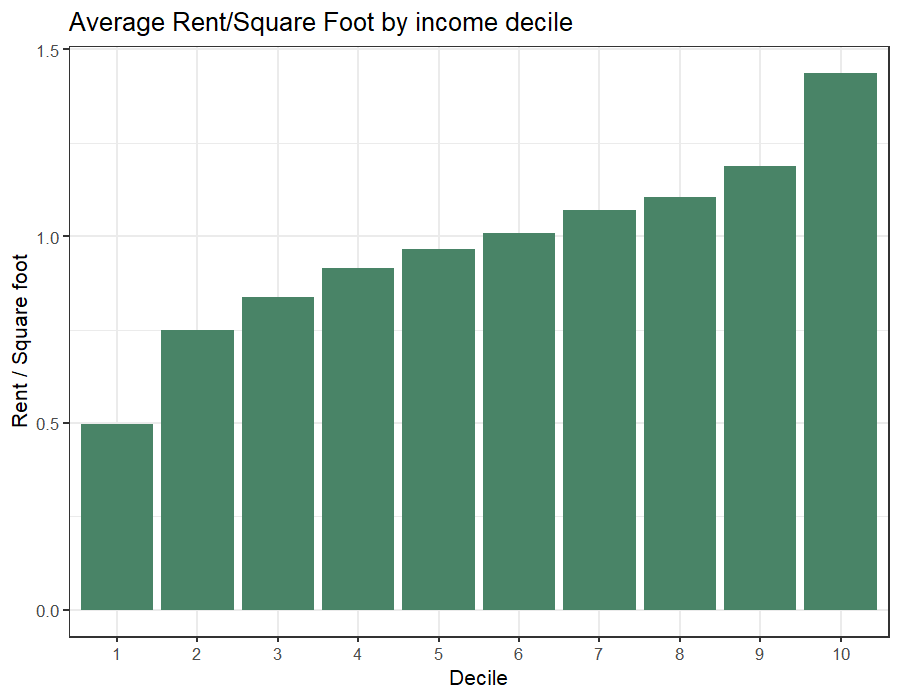 Average Rent/Square Foot by income decile
Rent / Square foot
1.5
1.0
0.5
0.0
1 2 3 4 5 6 7 8 9 10
Decile